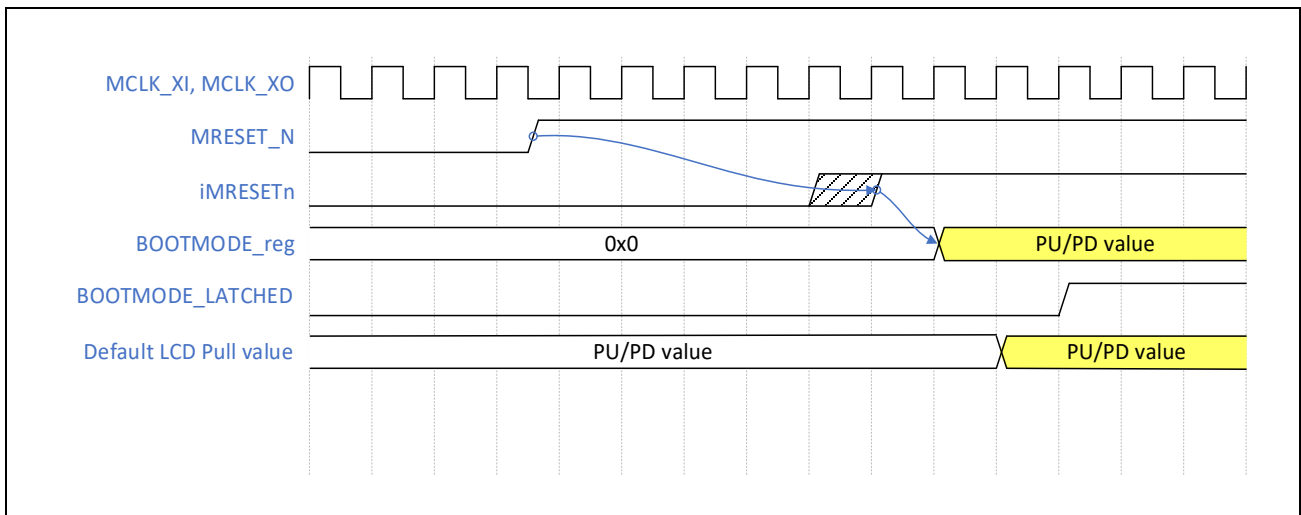 MCLK_XI, MCLK_XO
MRESET_N
iMRESETn
BOOTMODE_reg 0x0 PU/PD value
BOOTMODE_LATCHED
Default LCD Pull value PU/PD value PU/PD value